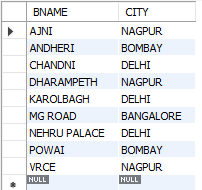 BNAME CITY
AJNI NAGPUR
ANDHERI BOMBAY
CHANDNI DELHI
DHARAMPETH NAGPUR
KAROLBAGH DELHI
MG ROAD BANGALORE
NEHRU PALACE DELHI
POWAI BOMBAY
VRCE NAGPUR
NULL NULL